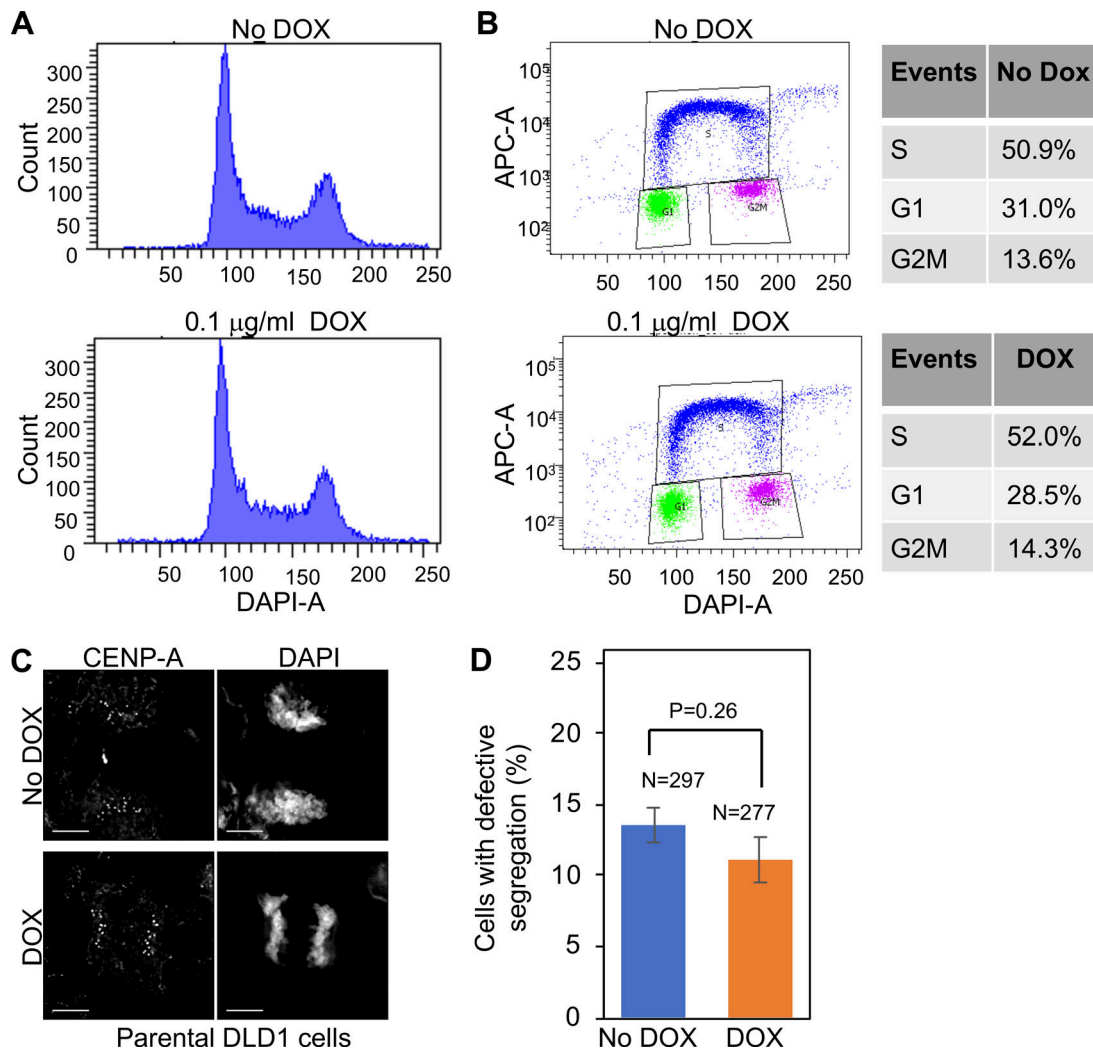 A
No DOX
Count
300
250
200
150
100
50
0
50 100 150 200 250
0.1 μg/ml DOX
Count
300
250
200
150
100
50
0
50 100 150 200 250
DAPI-A
B
No DOX
APC-A
10⁵
10⁴
10³
10²
S
G1
G2M
50 100 150 200 250
0.1 μg/ml DOX
APC-A
10⁵
10⁴
10³
10²
S
G1
G2M
50 100 150 200 250
DAPI-A
Events No Dox
S 50.9%
G1 31.0%
G2M 13.6%
Events DOX
S 52.0%
G1 28.5%
G2M 14.3%
C
CENP-A DAPI
No DOX
DOX
Parental DLD1 cells
D
Cells with defective
segregation (%)
25
20
15
10
5
0
P=0.26
N=297
N=277
No DOX DOX